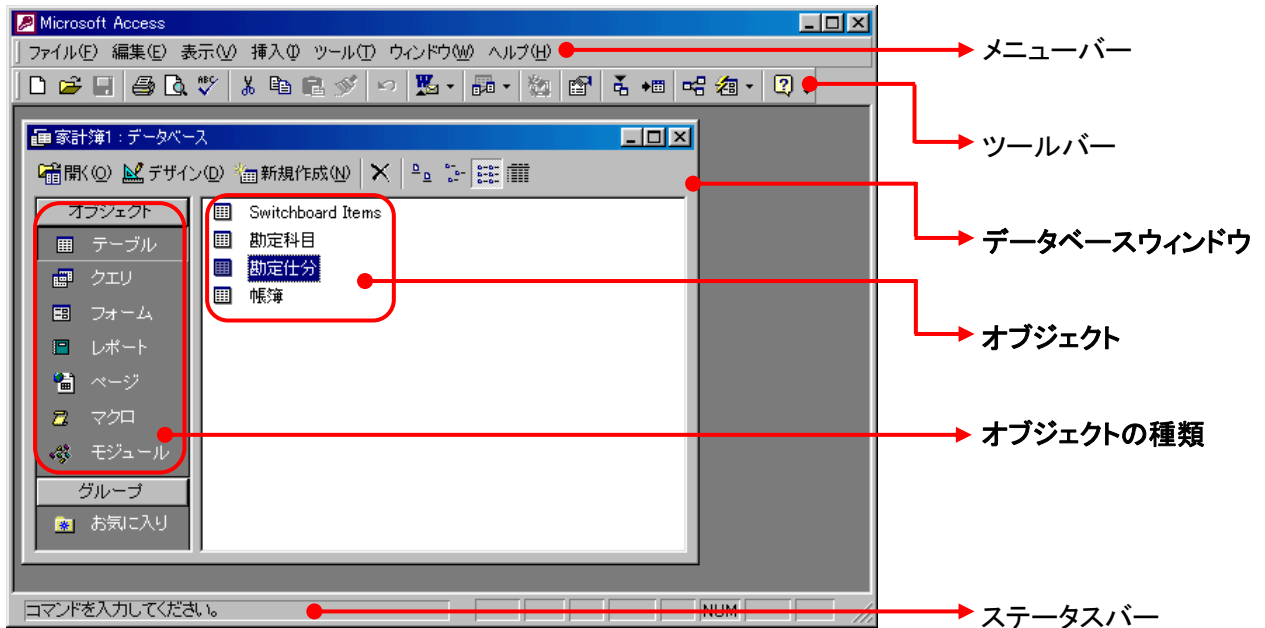 Microsoft Access
ファイル(F) 編集(E) 表示(V) 挿入(I) ツール(T) ウィンドウ(W) ヘルプ(H)
メニューバー
ABC
ツールバー
家計簿1 : データベース
開く(O) デザイン(D) 新規作成(N)
データベースウィンドウ
オブジェクト
テーブル
クエリ
フォーム
レポート
ページ
マクロ
モジュール
グループ
お気に入り
Switchboard Items
勘定科目
勘定仕分
帳簿
オブジェクト
オブジェクトの種類
コマンドを入力してください。
NUM
ステータスバー